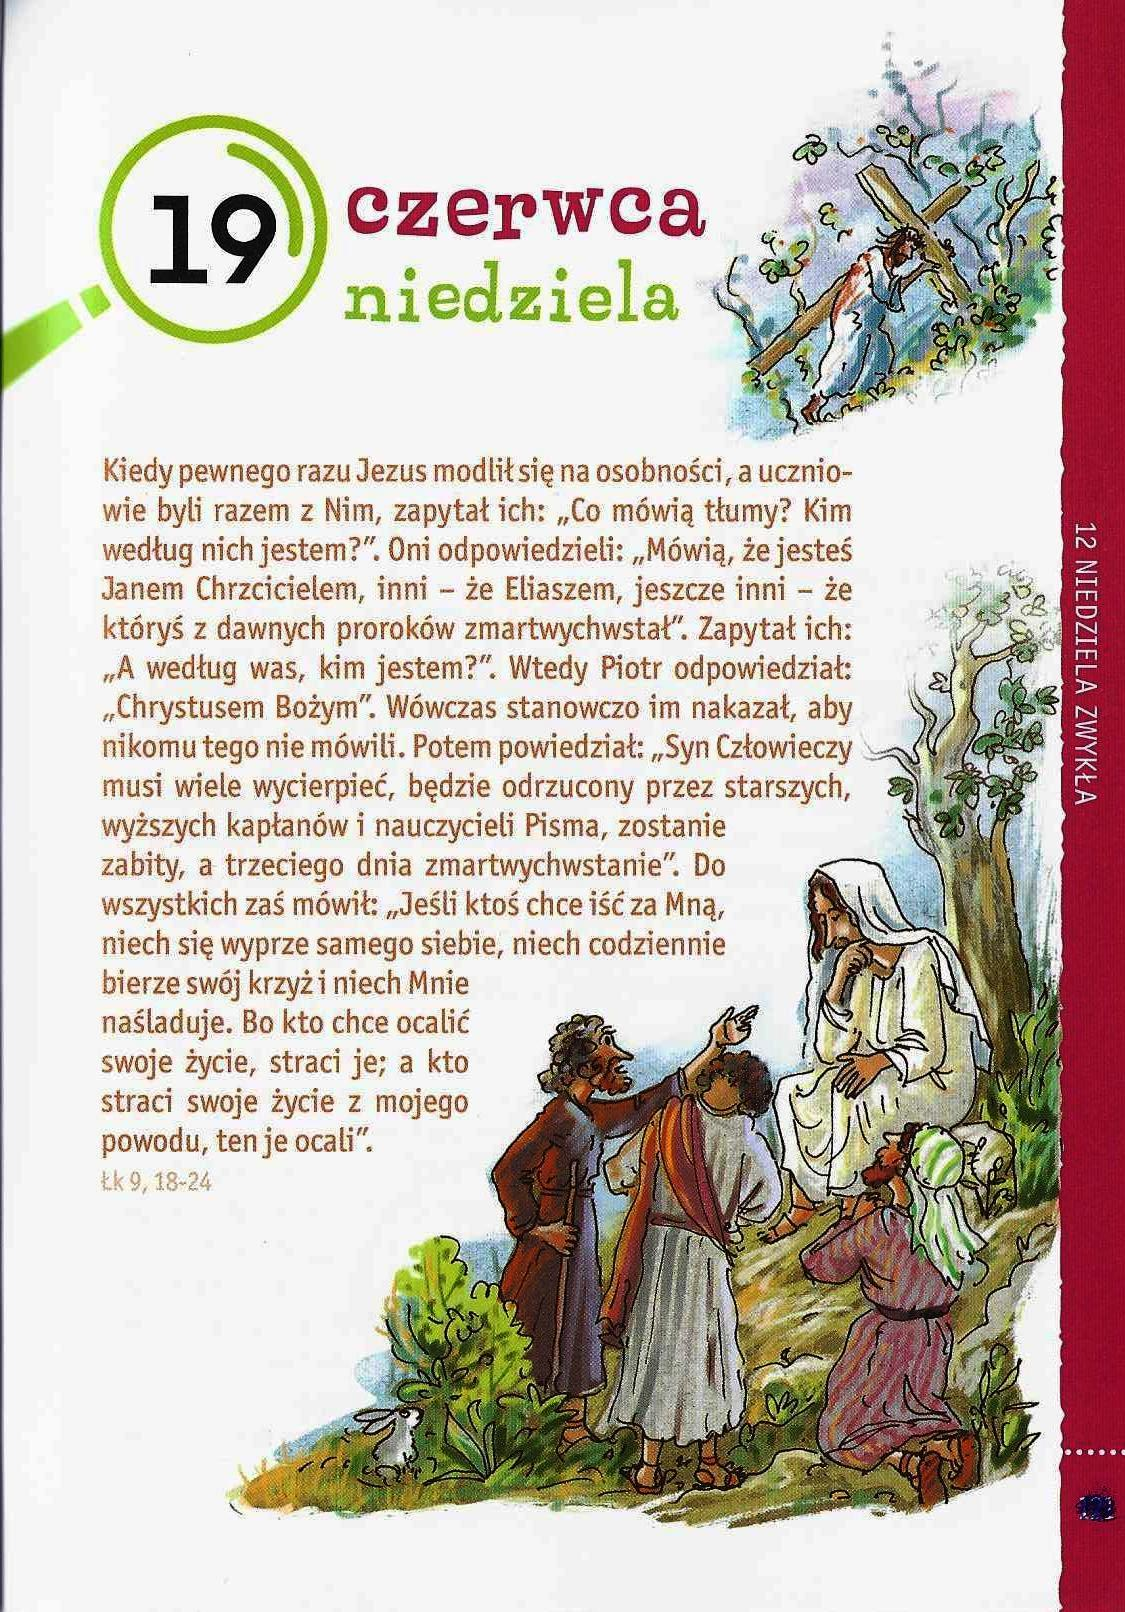 19
czerwca
niedziela
Kiedy pewnego razu Jezus modlił się na osobności, a ucznio-
wie byli razem z Nim, zapytał ich: „Co mówią tłumy? Kim
według nich jestem?”. Oni odpowiedzieli: „Mówią, że jesteś
Janem Chrzcicielem, inni – że Eliaszem, jeszcze inni – że
któryś z dawnych proroków zmartwychwstał”. Zapytał ich:
„A według was, kim jestem?”. Wtedy Piotr odpowiedział:
„Chrystusem Bożym”. Wówczas stanowczo im nakazał, aby
nikomu tego nie mówili. Potem powiedział: „Syn Człowieczy
musi wiele wycierpieć, będzie odrzucony przez starszych,
wyższych kapłanów i nauczycieli Pisma, zostanie
zabity, a trzeciego dnia zmartwychwstanie”. Do
wszystkich zaś mówił: „Jeśli ktoś chce iść za Mną,
niech się wyprze samego siebie, niech codziennie
bierze swój krzyż i niech Mnie
naśladuje. Bo kto chce ocalić
swoje życie, straci je; a kto
straci swoje życie z mojego
powodu, ten je ocali”.
Łk 9, 18-24
12 NIEDZIELA ZWYKŁA